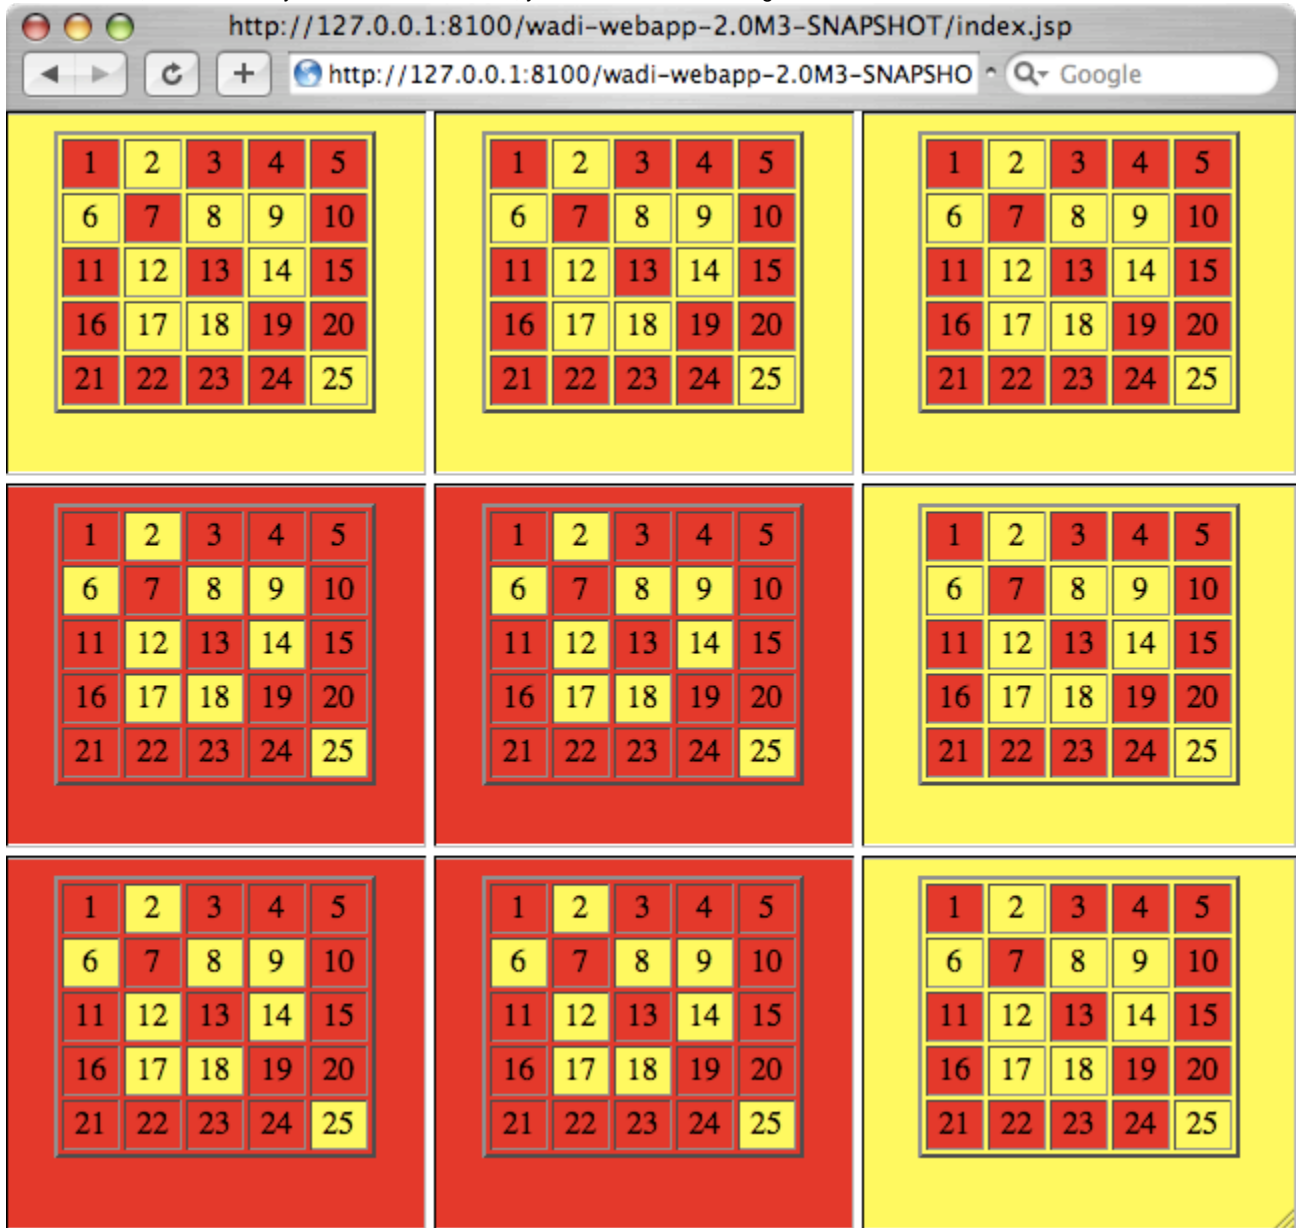 http://127.0.0.1:8100/wadi-webapp-2.0M3-SNAPSHOT/index.jsp
http://127.0.0.1:8100/wadi-webapp-2.0M3-SNAPSHO Google
1 2 3 4 5 1 2 3 4 5 1 2 3 4 5
6 7 8 9 10 6 7 8 9 10 6 7 8 9 10
11 12 13 14 15 11 12 13 14 15 11 12 13 14 15
16 17 18 19 20 16 17 18 19 20 16 17 18 19 20
21 22 23 24 25 21 22 23 24 25 21 22 23 24 25
1 2 3 4 5 1 2 3 4 5 1 2 3 4 5
6 7 8 9 10 6 7 8 9 10 6 7 8 9 10
11 12 13 14 15 11 12 13 14 15 11 12 13 14 15
16 17 18 19 20 16 17 18 19 20 16 17 18 19 20
21 22 23 24 25 21 22 23 24 25 21 22 23 24 25
1 2 3 4 5 1 2 3 4 5 1 2 3 4 5
6 7 8 9 10 6 7 8 9 10 6 7 8 9 10
11 12 13 14 15 11 12 13 14 15 11 12 13 14 15
16 17 18 19 20 16 17 18 19 20 16 17 18 19 20
21 22 23 24 25 21 22 23 24 25 21 22 23 24 25